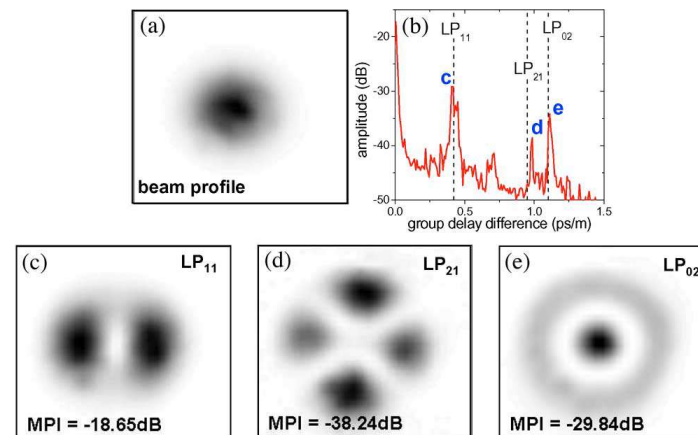 (a)
beam profile
(b)
LP11
LP21
LP02
c
d
e
amplitude (dB)
-20
-30
-40
-50
0.0
0.5
1.0
1.5
group delay difference (ps/m)
(c)
LP11
MPI = -18.65dB
(d)
LP21
MPI = -38.24dB
(e)
LP02
MPI = -29.84dB